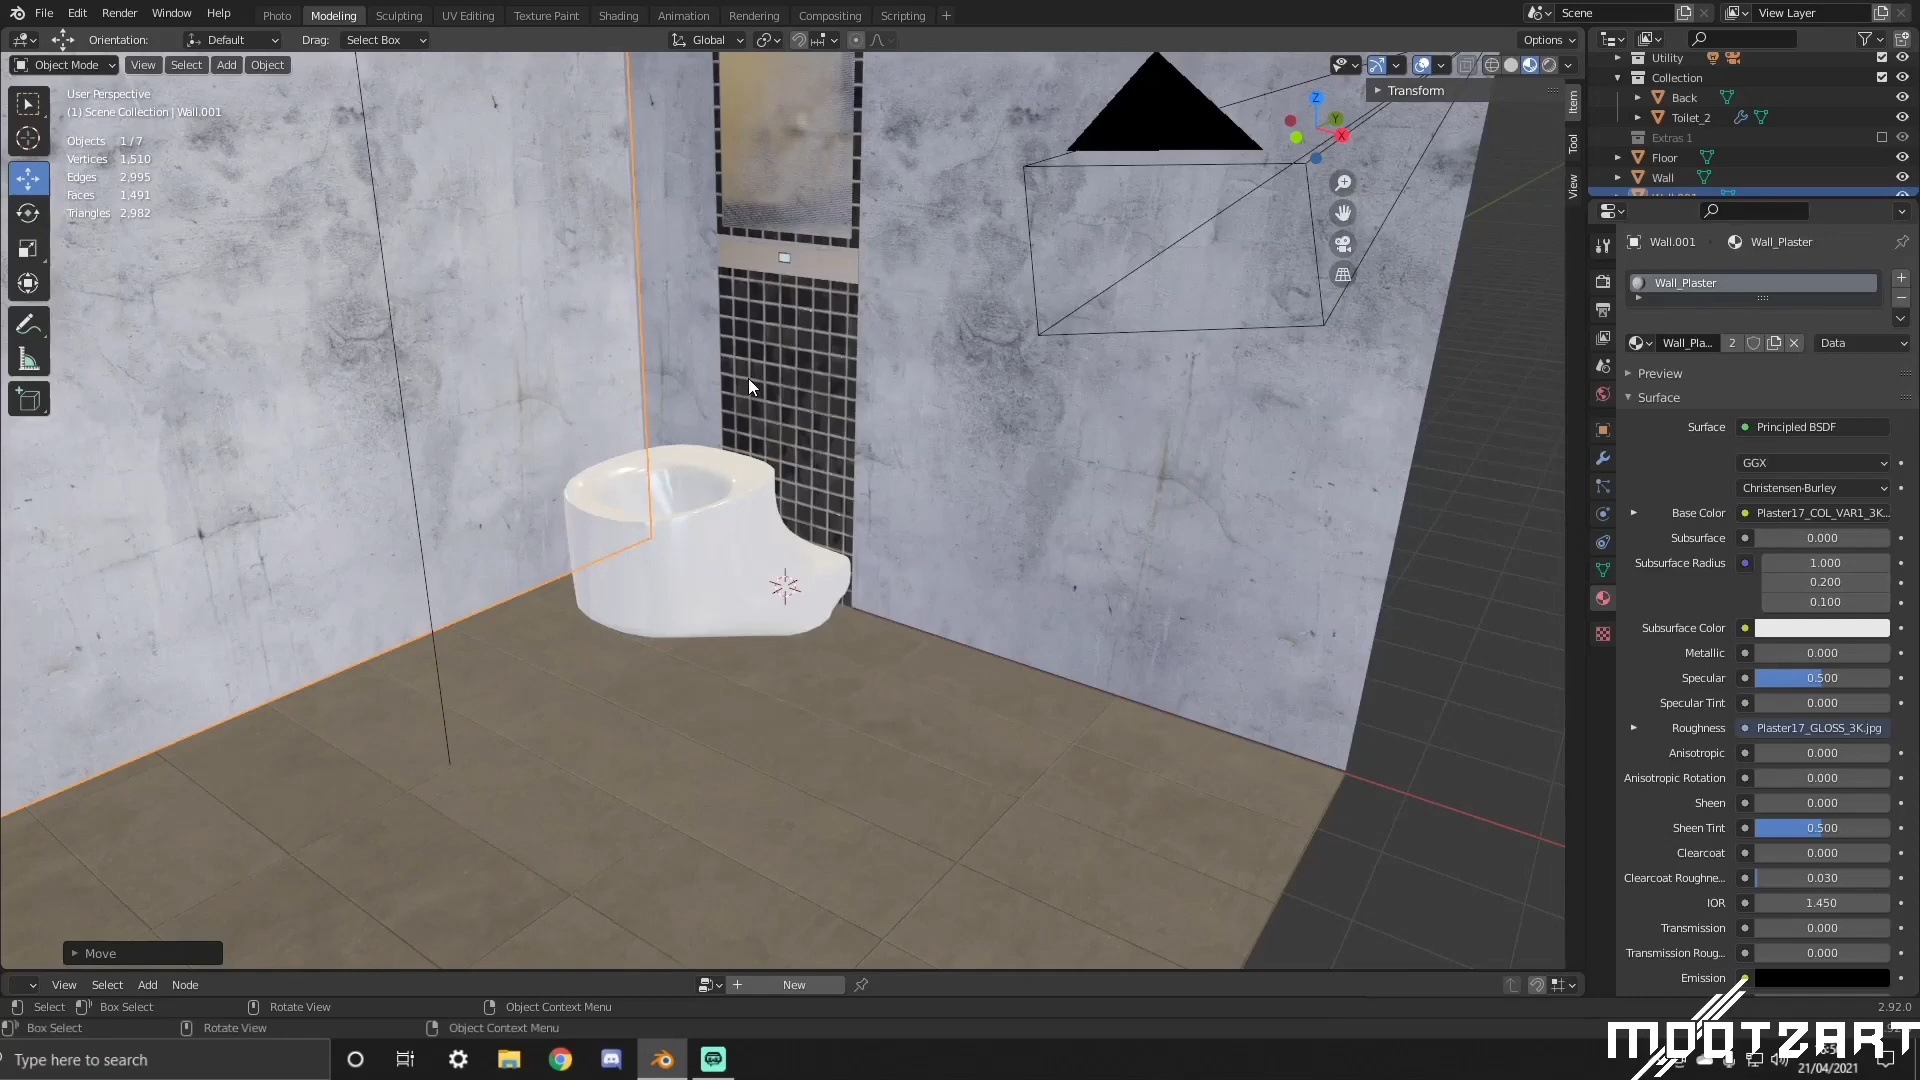 File Edit Render Window Help
Photo Modeling Sculpting UV Editing Texture Paint Shading Animation Rendering Compositing Scripting +
Scene
View Layer
Orientation: Default Drag: Select Box
Global
Options
Object Mode View Select Add Object
User Perspective
(1) Scene Collection | Wall.001
Objects 1 / 7
Vertices 1,510
Edges 2,995
Faces 1,491
Triangles 2,982
Transform
Z
Y
X
Item
Tool
View
Utility
Collection
Back
Toilet_2
Extras 1
Floor
Wall
Wall.001 Wall_Plaster
Wall_Plaster
Wall_Pla... 2 Data
Preview
Surface
Surface Principled BSDF
GGX
Christensen-Burley
Base Color Plaster17_COL_VAR1_3K...
Subsurface 0.000
Subsurface Radius 1.000
0.200
0.100
Subsurface Color
Metallic 0.000
Specular 0.500
Specular Tint 0.000
Roughness Plaster17_GLOSS_3K.jpg
Anisotropic 0.000
Anisotropic Rotation 0.000
Sheen 0.000
Sheen Tint 0.500
Clearcoat 0.000
Clearcoat Roughne... 0.030
IOR 1.450
Transmission 0.000
Transmission Roug... 0.000
Emission
Move
View Select Add Node
+ New
Select Box Select Rotate View Object Context Menu
2.92.0
Box Select Rotate View Object Context Menu
MOOTZART
Type here to search
21/04/2021